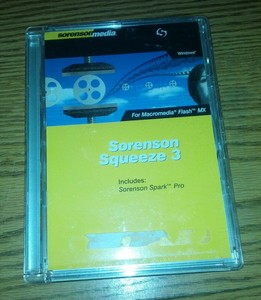 sorensonmedia
Windows®
For Macromedia® Flash™ MX
Sorenson
Squeeze 3
Includes:
Sorenson Spark™ Pro